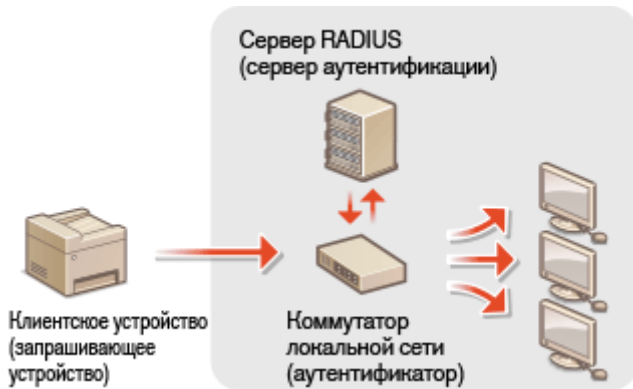 Сервер RADIUS
(сервер аутентификации)
Клиентское устройство
(запрашивающее
устройство)
Коммутатор
локальной сети
(аутентификатор)